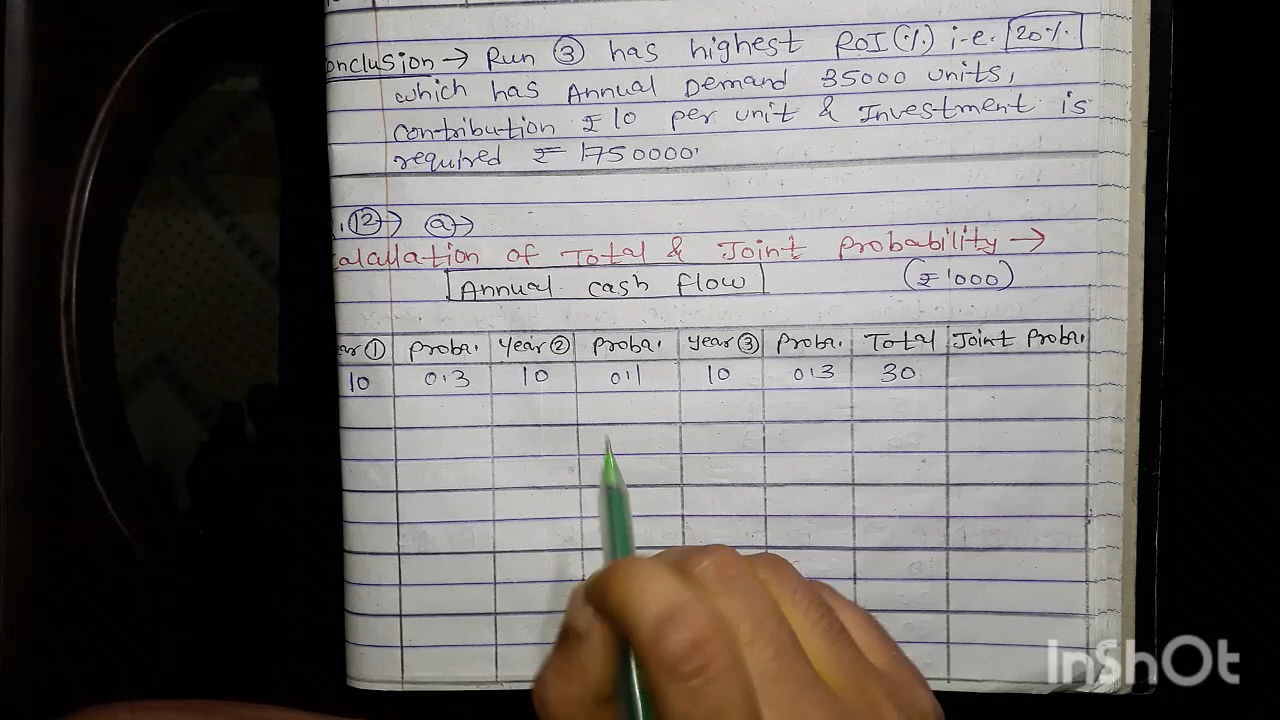 onclusion → Run ③ has highest ROI(%) i.e. 20%
which has Annual Demand 35000 units,
contribution ₹ 10 per unit & Investment is
required ₹ 1750000.
. ⑫→ ⓐ→
alallation of Total & Joint Probability →
Annual cash flow (₹'000)
ar ① Proba. Year ② Proba. Year ③ Proba. Total Joint Proba.
10 0.3 10 0.1 10 0.3 30
InShOt